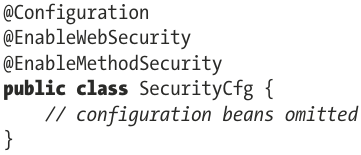 @Configuration
@EnableWebSecurity
@EnableMethodSecurity
public class SecurityCfg {
    // configuration beans omitted
}